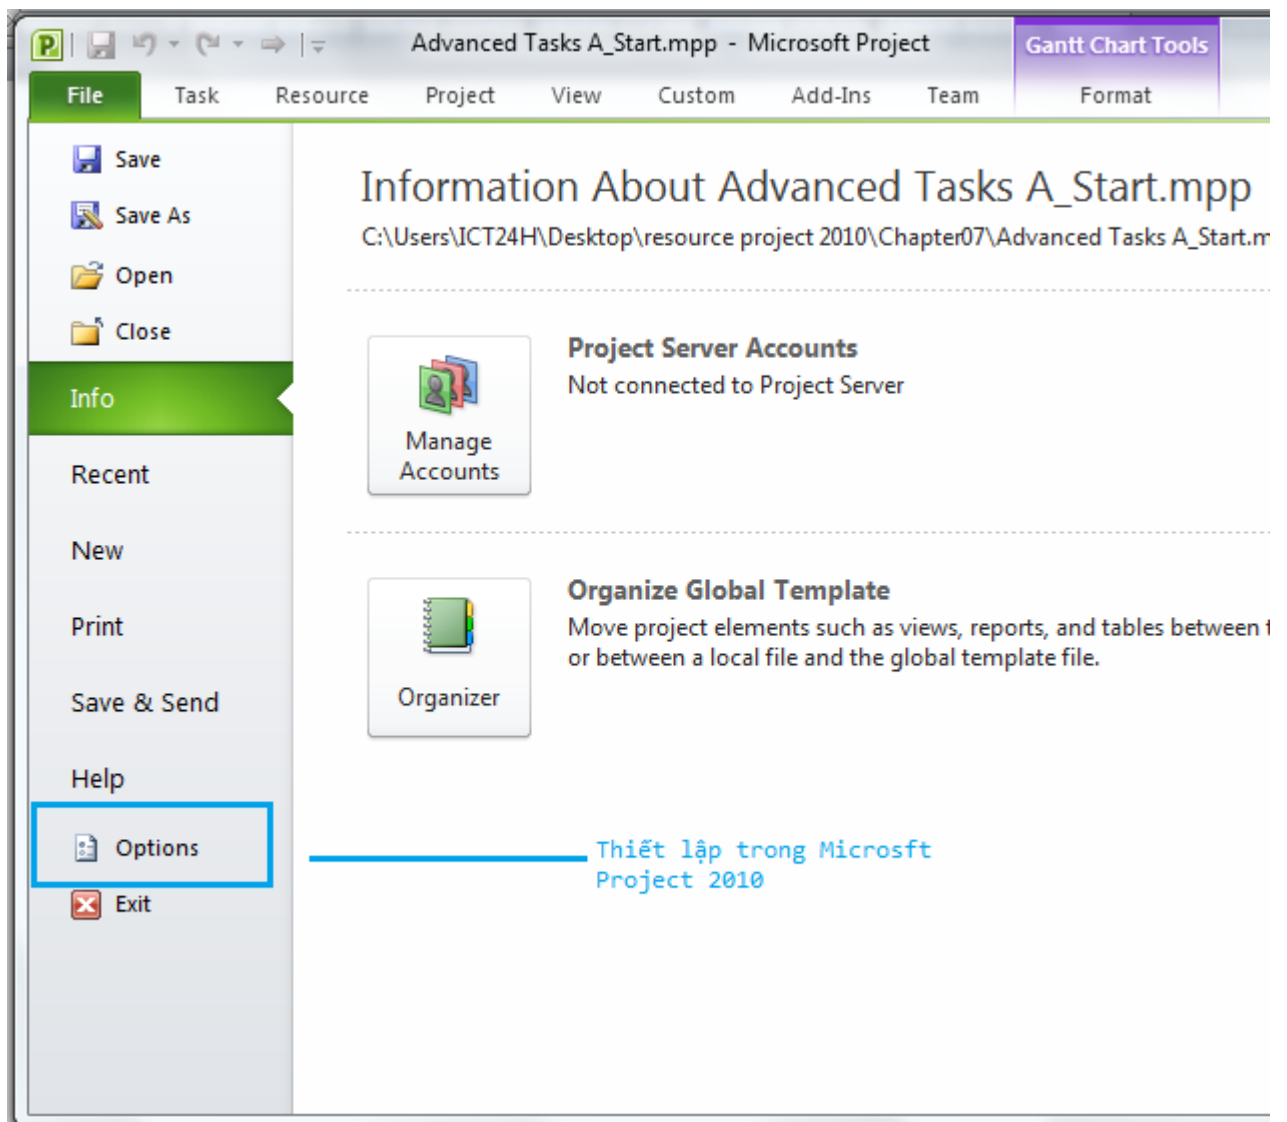 Advanced Tasks A_Start.mpp - Microsoft Project
Gantt Chart Tools
File Task Resource Project View Custom Add-Ins Team Format
Save
Save As
Open
Close
Info
Recent
New
Print
Save & Send
Help
Options
Exit
Information About Advanced Tasks A_Start.mpp
C:\Users\ICT24H\Desktop\resource project 2010\Chapter07\Advanced Tasks A_Start.m
Manage
Accounts
Project Server Accounts
Not connected to Project Server
Organizer
Organize Global Template
Move project elements such as views, reports, and tables between t
or between a local file and the global template file.
Thiết lập trong Microsft
Project 2010